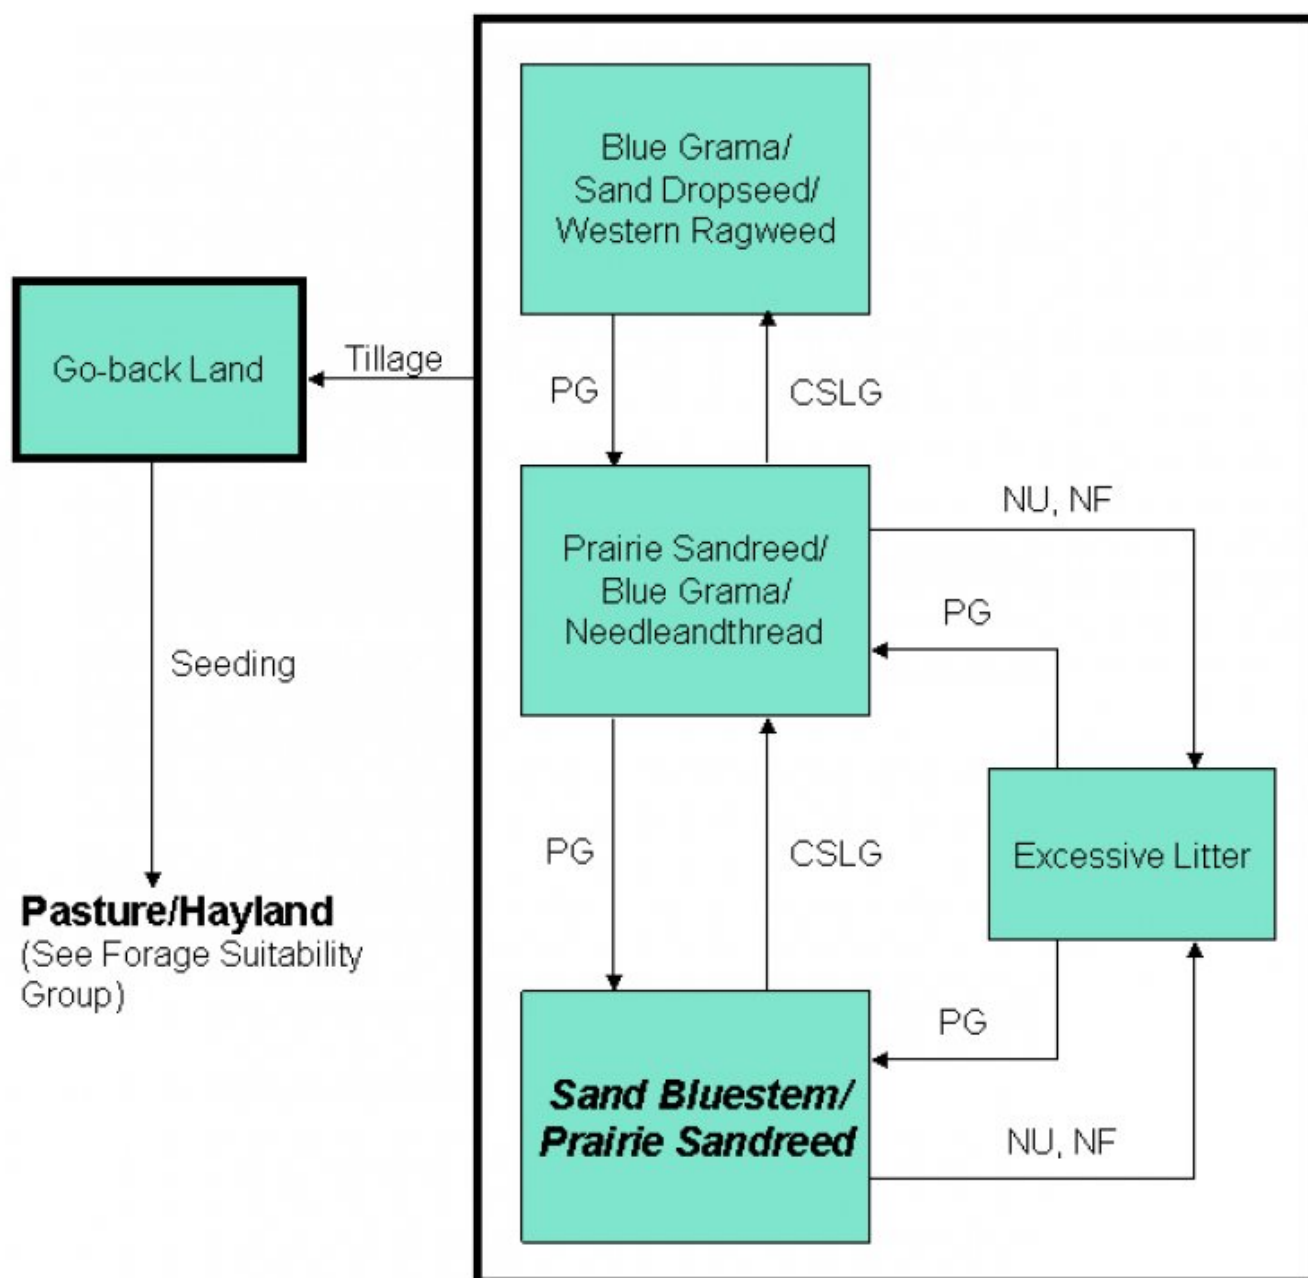 Blue Grama/
Sand Dropseed/
Western Ragweed
Go-back Land
Tillage
PG
CSLG
Prairie Sandreed/
Blue Grama/
Needleandthread
NU, NF
PG
Seeding
PG
CSLG
Excessive Litter
Pasture/Hayland
(See Forage Suitability
Group)
PG
Sand Bluestem/
Prairie Sandreed
NU, NF